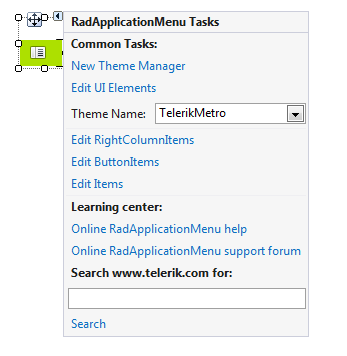 RadApplicationMenu Tasks
Common Tasks:
New Theme Manager
Edit UI Elements
Theme Name: TelerikMetro
Edit RightColumnItems
Edit ButtonItems
Edit Items
Learning center:
Online RadApplicationMenu help
Online RadApplicationMenu support forum
Search www.telerik.com for:
Search